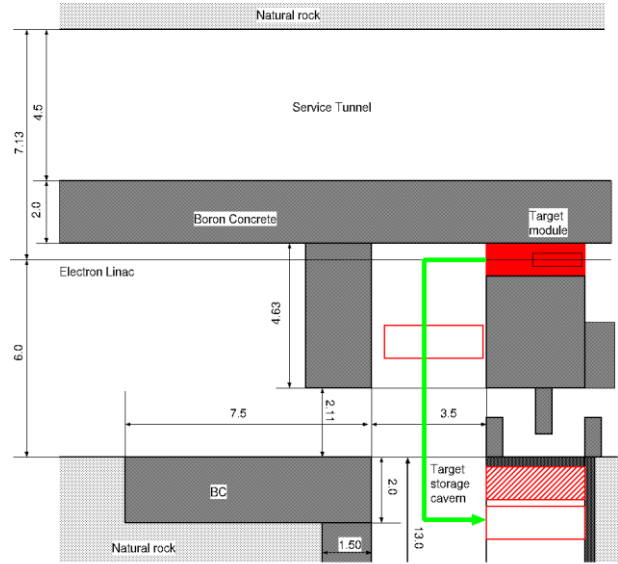 Natural rock
4.5
7.13
Service Tunnel
2.0
Boron Concrete
Target
module
Electron Linac
4.63
6.0
7.5
2.11
3.5
Target
storage
cavern
BC
2.0
13.0
Natural rock
1.50